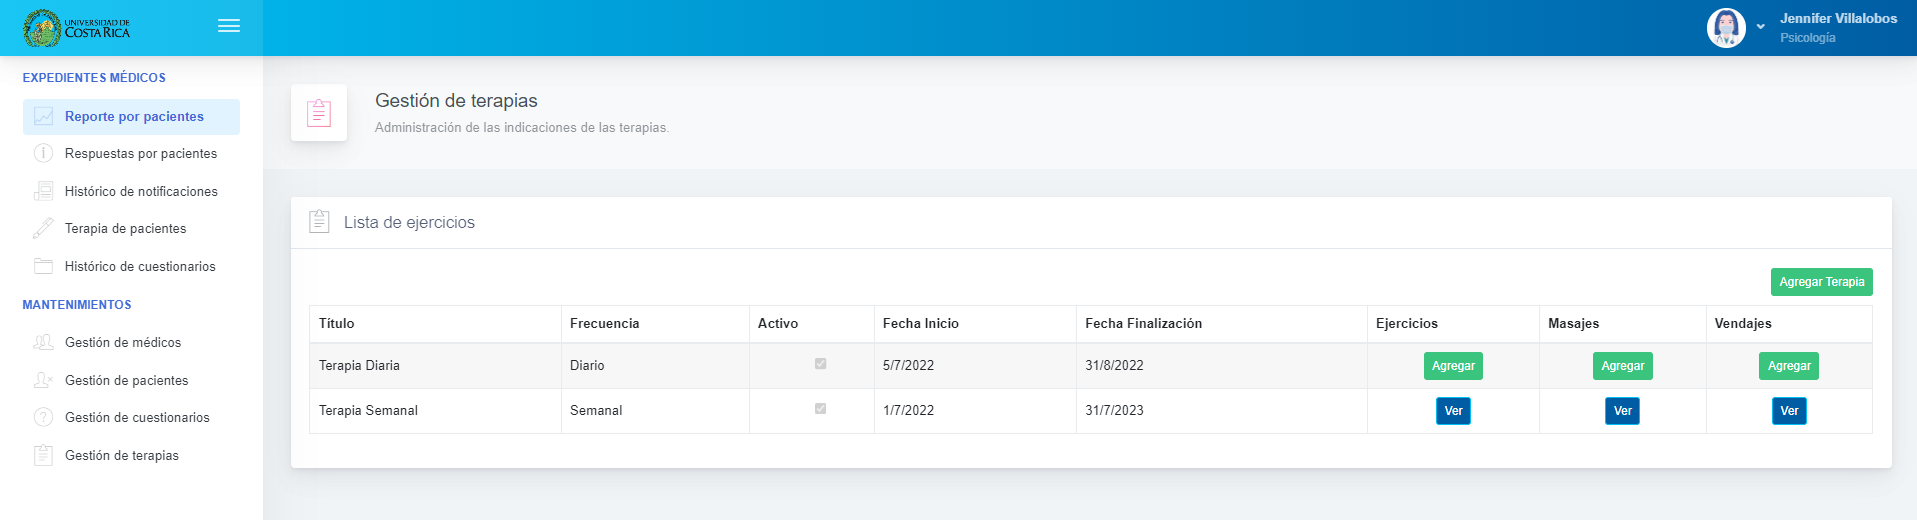 UNIVERSIDAD DE
COSTA RICA
Jennifer Villalobos
Psicología
EXPEDIENTES MÉDICOS
Reporte por pacientes
Respuestas por pacientes
Histórico de notificaciones
Terapia de pacientes
Histórico de cuestionarios
MANTENIMIENTOS
Gestión de médicos
Gestión de pacientes
Gestión de cuestionarios
Gestión de terapias
Gestión de terapias
Administración de las indicaciones de las terapias.
Lista de ejercicios
Agregar Terapia
Título Frecuencia Activo Fecha Inicio Fecha Finalización Ejercicios Masajes Vendajes
Terapia Diaria Diario 5/7/2022 31/8/2022 Agregar Agregar Agregar
Terapia Semanal Semanal 1/7/2022 31/7/2023 Ver Ver Ver